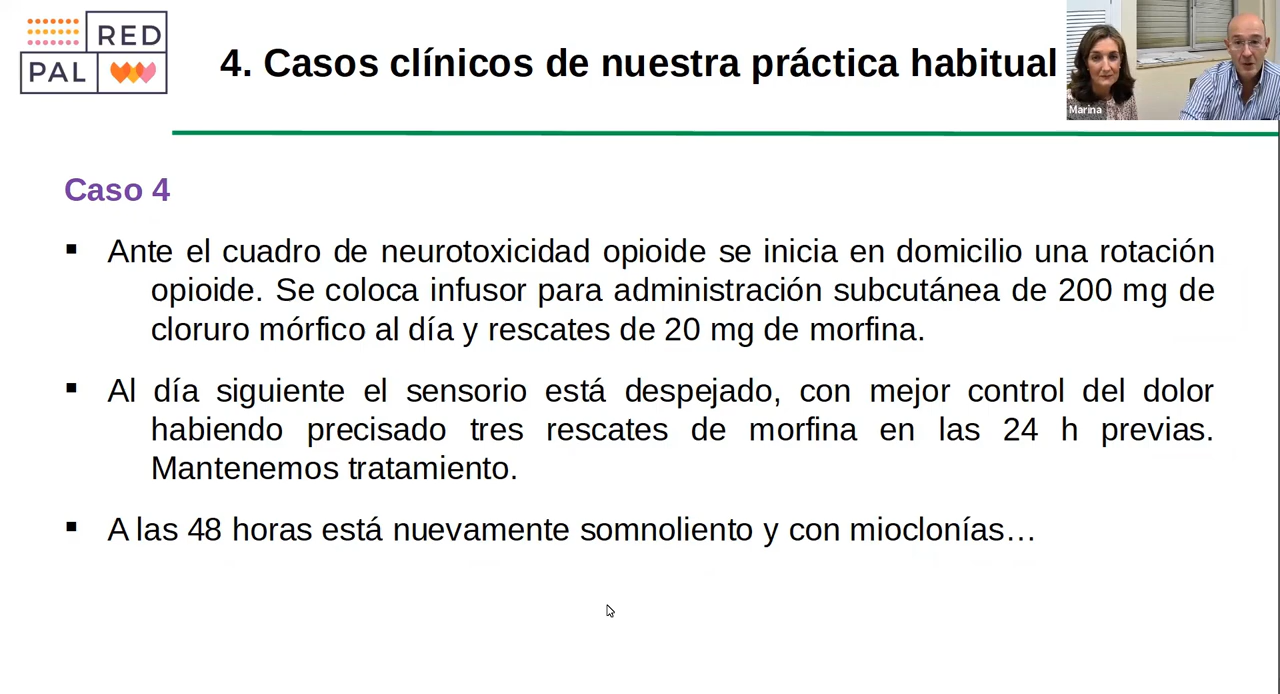 RED
PAL
4. Casos clínicos de nuestra práctica habitual
Marina
Caso 4
▪ Ante el cuadro de neurotoxicidad opioide se inicia en domicilio una rotación
opioide. Se coloca infusor para administración subcutánea de 200 mg de
cloruro mórfico al día y rescates de 20 mg de morfina.
▪ Al día siguiente el sensorio está despejado, con mejor control del dolor
habiendo precisado tres rescates de morfina en las 24 h previas.
Mantenemos tratamiento.
▪ A las 48 horas está nuevamente somnoliento y con mioclonías…